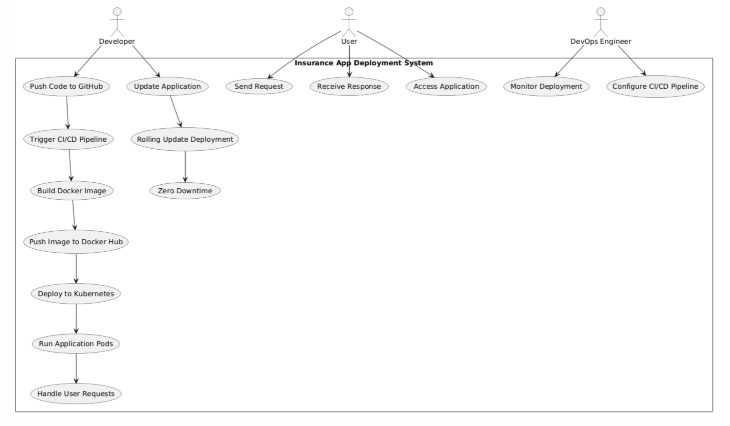 Developer
User
DevOps Engineer
Insurance App Deployment System
Push Code to GitHub
Update Application
Send Request
Receive Response
Access Application
Monitor Deployment
Configure CI/CD Pipeline
Trigger CI/CD Pipeline
Rolling Update Deployment
Build Docker Image
Zero Downtime
Push Image to Docker Hub
Deploy to Kubernetes
Run Application Pods
Handle User Requests